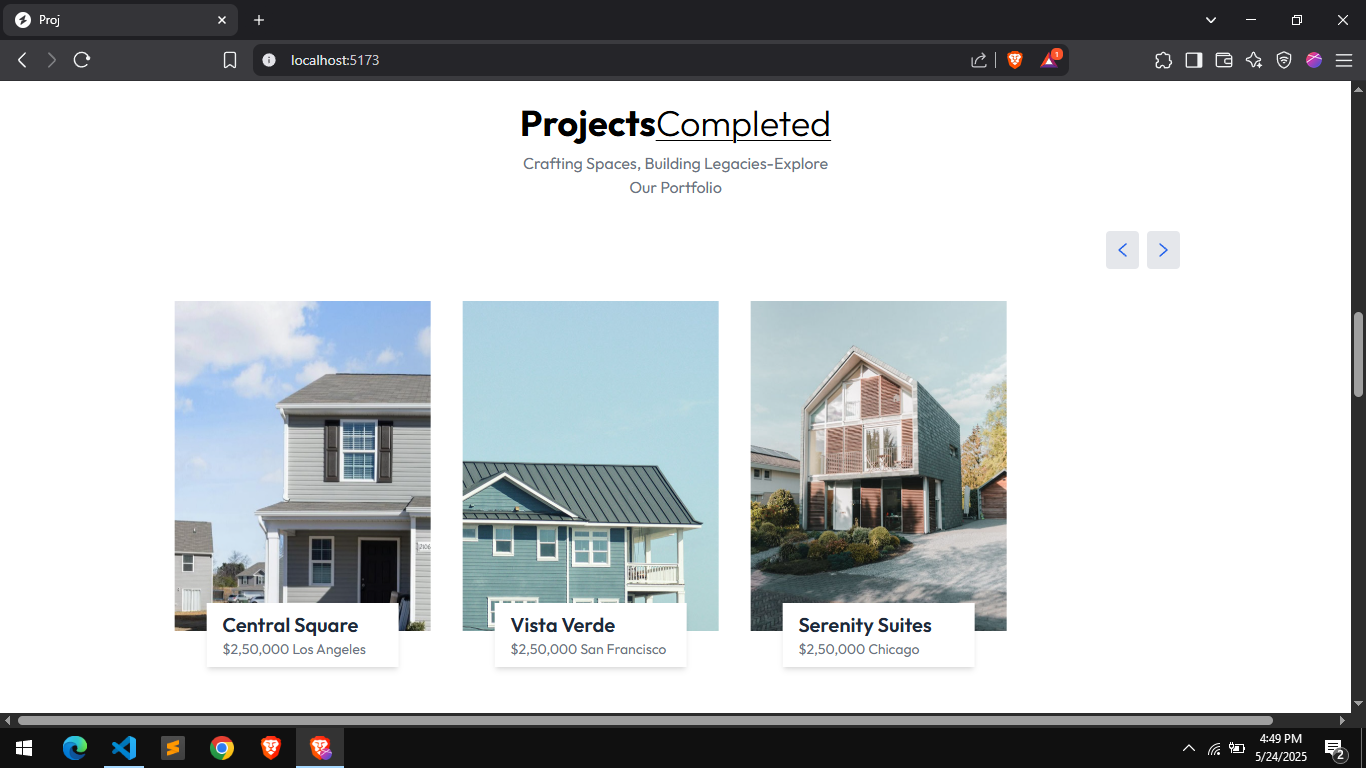 Proj
localhost:5173
1
ProjectsCompleted
Crafting Spaces, Building Legacies-Explore
Our Portfolio
2106
Central Square
$2,50,000 Los Angeles
Vista Verde
$2,50,000 San Francisco
Serenity Suites
$2,50,000 Chicago
4:49 PM
5/24/2025
2